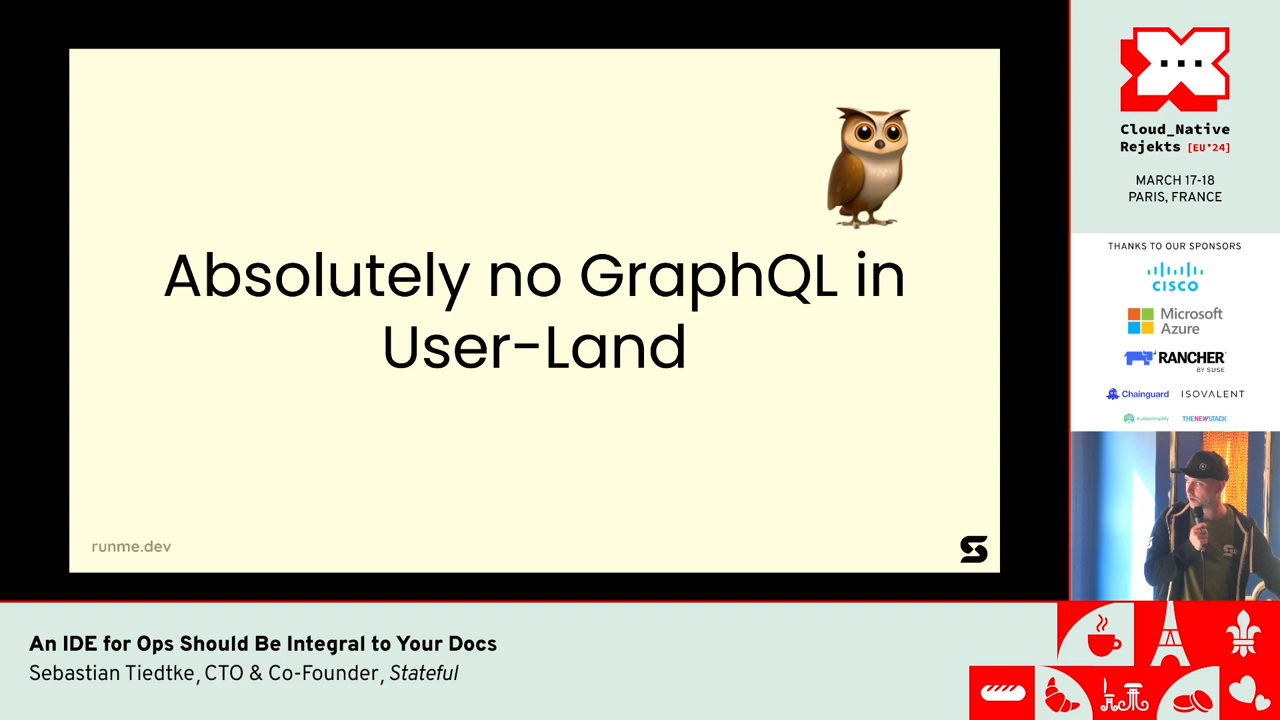 Absolutely no GraphQL in
User-Land
runme.dev
Cloud_Native
Rejekts [EU'24]
MARCH 17-18
PARIS, FRANCE
THANKS TO OUR SPONSORS
CISCO
Microsoft
Azure
RANCHER
BY SUSE
Chainguard
ISOVALENT
kubesimplify
THENEWSTACK
An IDE for Ops Should Be Integral to Your Docs
Sebastian Tiedtke, CTO & Co-Founder, Stateful